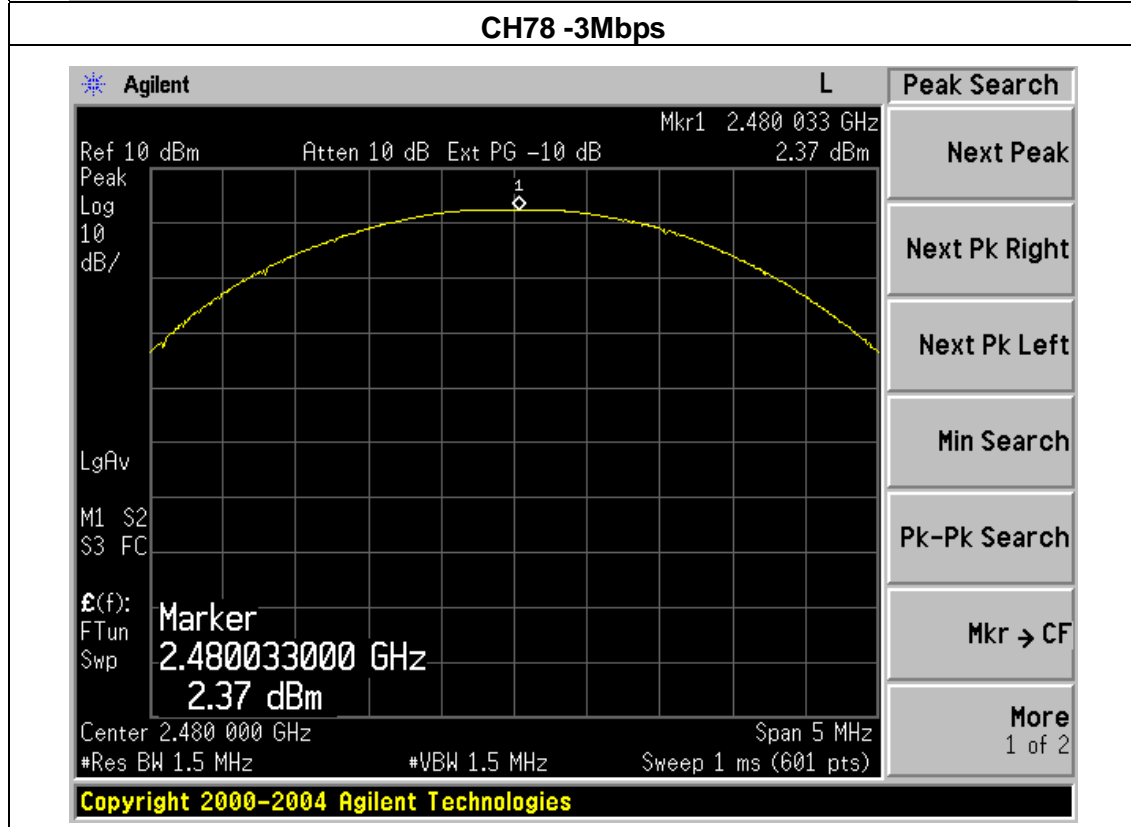 CH78 -3Mbps
Agilent L Peak Search
Mkr1 2.480 033 GHz
Ref 10 dBm Atten 10 dB Ext PG -10 dB 2.37 dBm
Peak
Log
10
dB/
1
LgAv
M1 S2
S3 FC
£(f):
FTun
Swp
Marker
2.480033000 GHz
2.37 dBm
Center 2.480 000 GHz Span 5 MHz
#Res BW 1.5 MHz #VBW 1.5 MHz Sweep 1 ms (601 pts)
Next Peak
Next Pk Right
Next Pk Left
Min Search
Pk-Pk Search
Mkr → CF
More
1 of 2
Copyright 2000-2004 Agilent Technologies